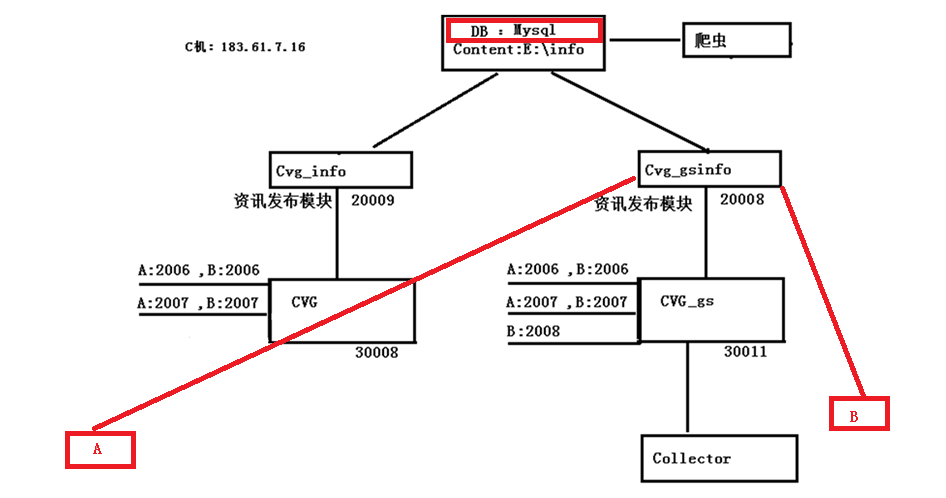 C机: 183.61.7.16
DB : Mysql
Content:E:\info
爬虫
Cvg_info
资讯发布模块
20009
Cvg_gsinfo
资讯发布模块
20008
A:2006 ,B:2006
A:2007 ,B:2007
CVG
30008
A:2006 ,B:2006
A:2007 ,B:2007
B:2008
CVG_gs
30011
A
B
Collector